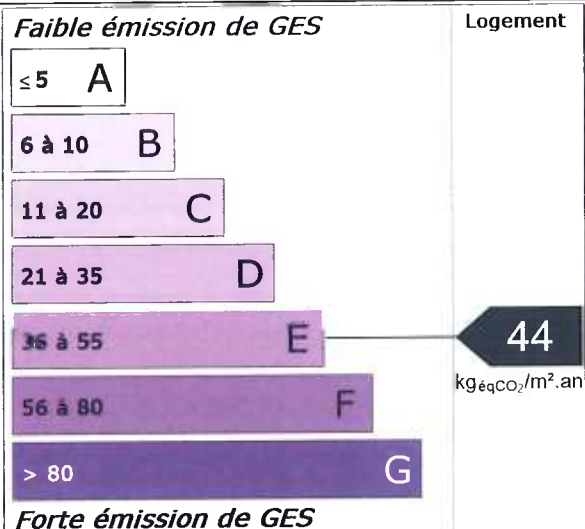 Faible émission de GES
Logement
≤ 5 A
6 à 10 B
11 à 20 C
21 à 35 D
36 à 55 E
44
kgéqCO₂/m².an
56 à 80 F
> 80 G
Forte émission de GES